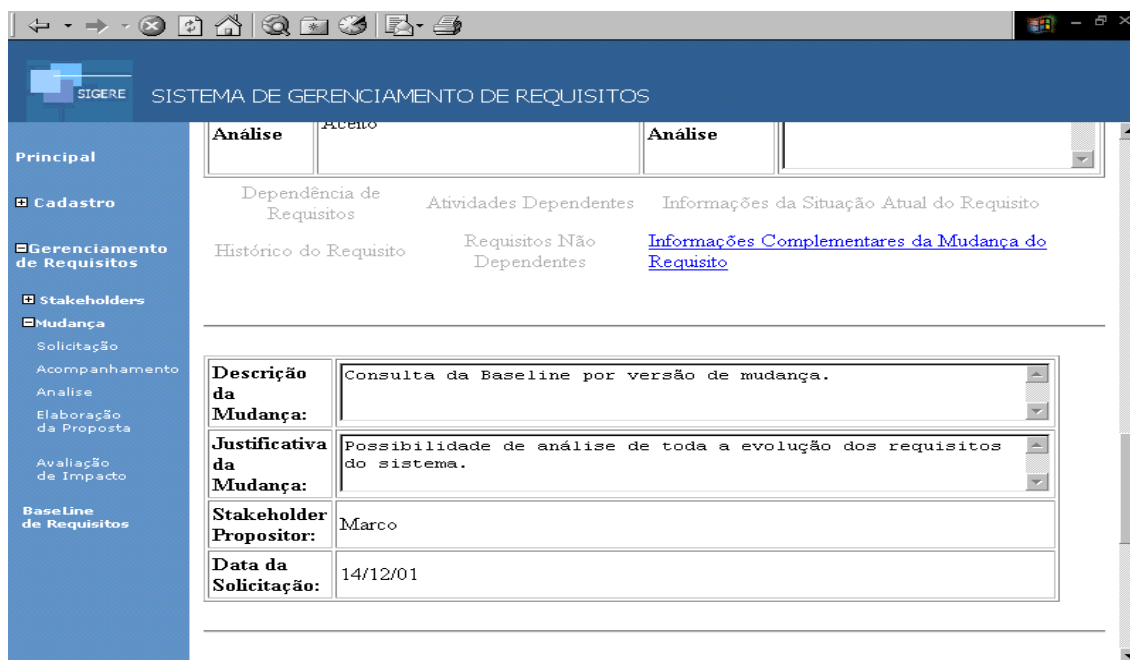 SIGERE
SISTEMA DE GERENCIAMENTO DE REQUISITOS
Principal
Cadastro
Gerenciamento
de Requisitos
Stakeholders
Mudança
Solicitação
Acompanhamento
Analise
Elaboração
da Proposta
Avaliação
de Impacto
BaseLine
de Requisitos
Análise
Aceito
Análise
Dependência de
Requisitos
Atividades Dependentes
Informações da Situação Atual do Requisito
Histórico do Requisito
Requisitos Não
Dependentes
Informações Complementares da Mudança do
Requisito
Descrição
da
Mudança:
Consulta da Baseline por versão de mudança.
Justificativa
da
Mudança:
Possibilidade de análise de toda a evolução dos requisitos
do sistema.
Stakeholder
Propositor:
Marco
Data da
Solicitação:
14/12/01